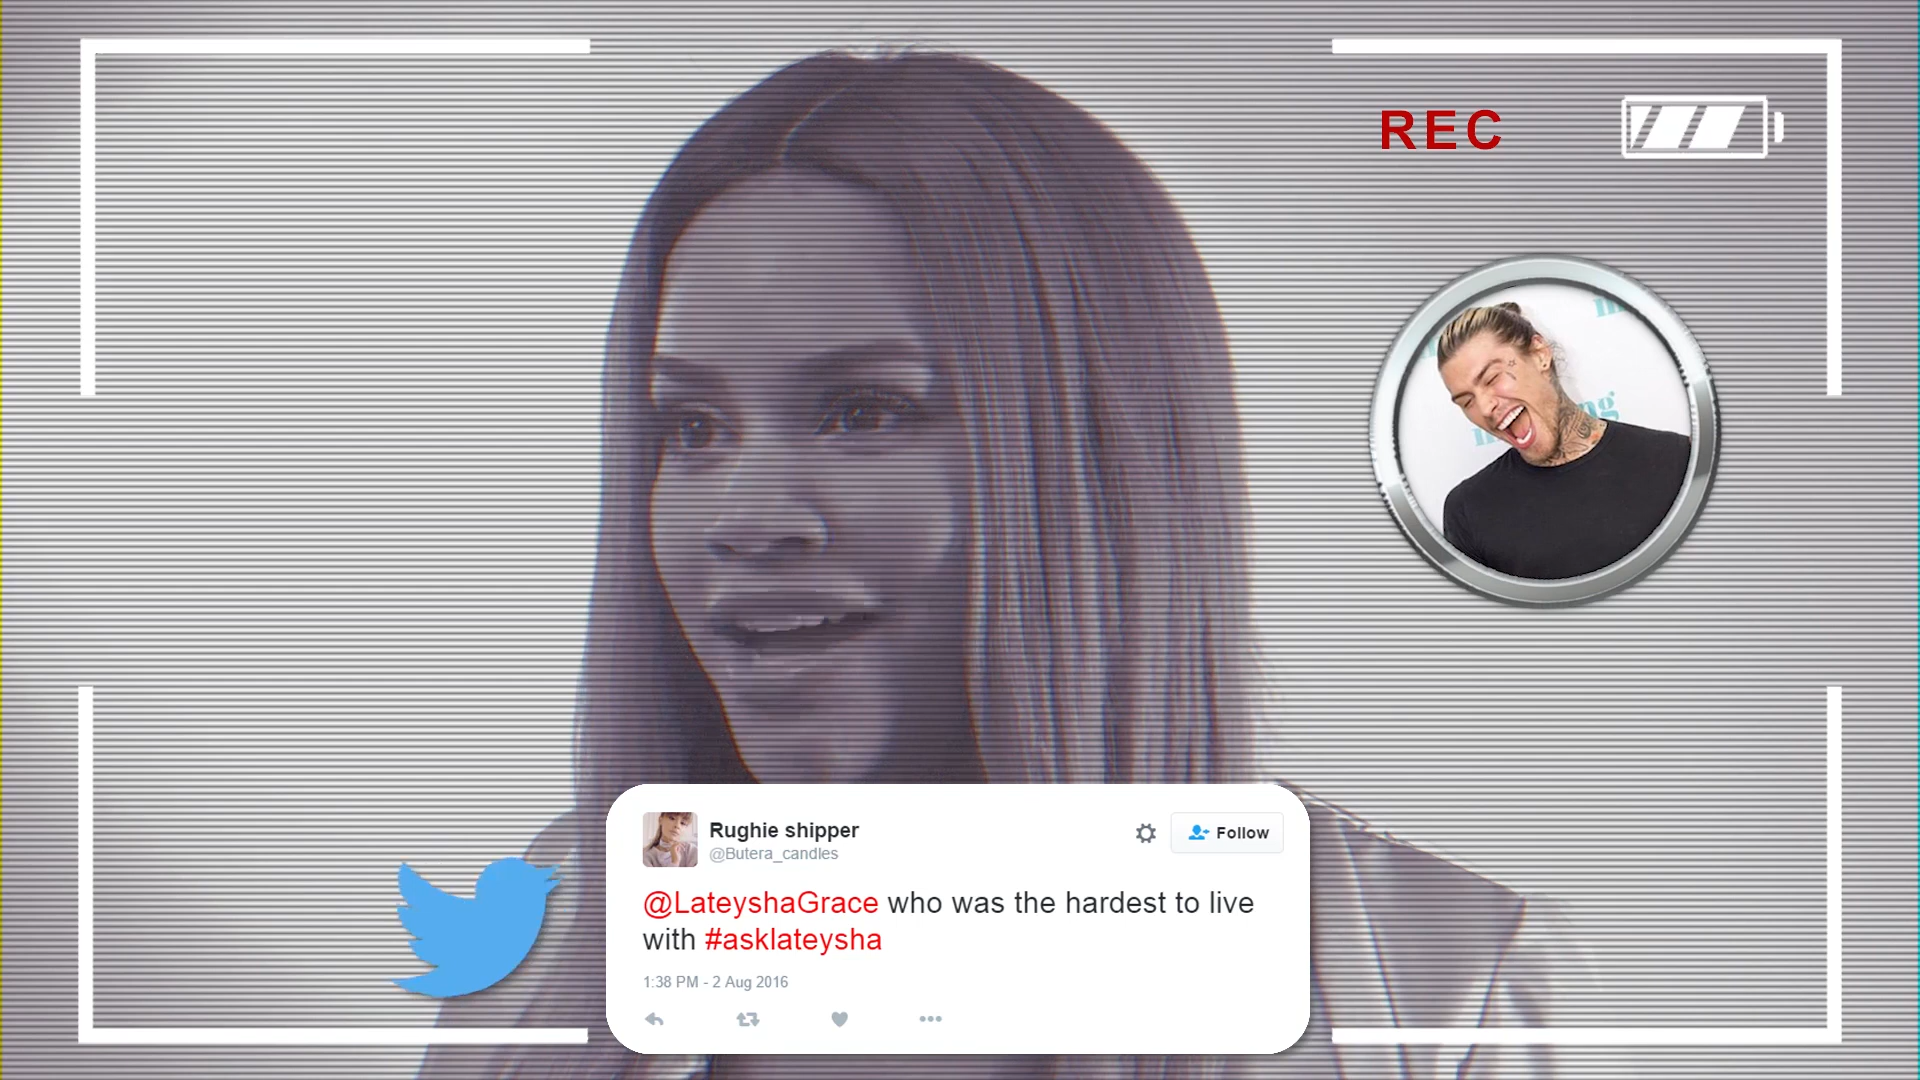 REC
Rughie shipper
@Butera_candles
Follow
@LateyshaGrace who was the hardest to live
with #asklateysha
1:38 PM - 2 Aug 2016